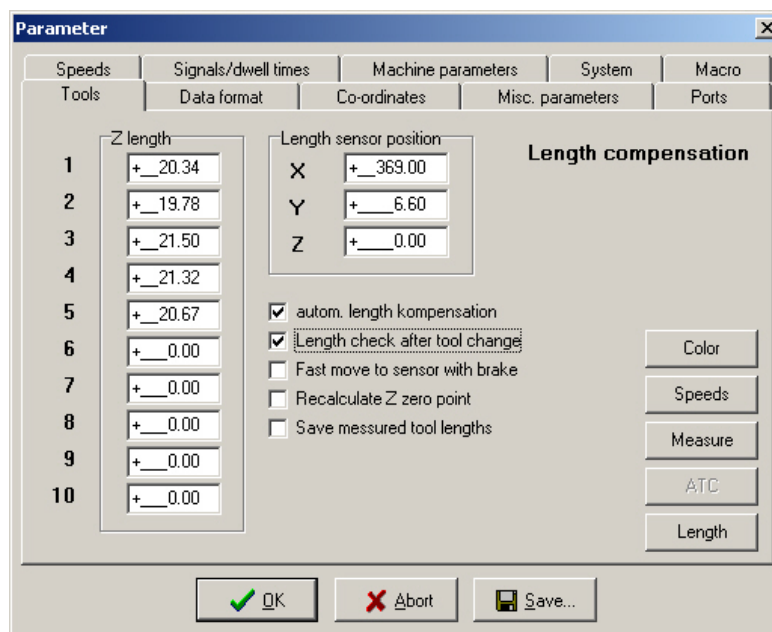 Parameter
Speeds Signals/dwell times Machine parameters System Macro
Tools Data format Co-ordinates Misc. parameters Ports
Z length Length sensor position
Length compensation
1 +__20.34 X +__369.00
2 +__19.78 Y +____6.60
3 +__21.50 Z +____0.00
4 +__21.32
5 +__20.67 autom. length kompensation
6 +___0.00 Length check after tool change Color
7 +___0.00 Fast move to sensor with brake Speeds
8 +___0.00 Recalculate Z zero point Measure
9 +___0.00 Save messured tool lengths ATC
10 +___0.00 Length
OK Abort Save...